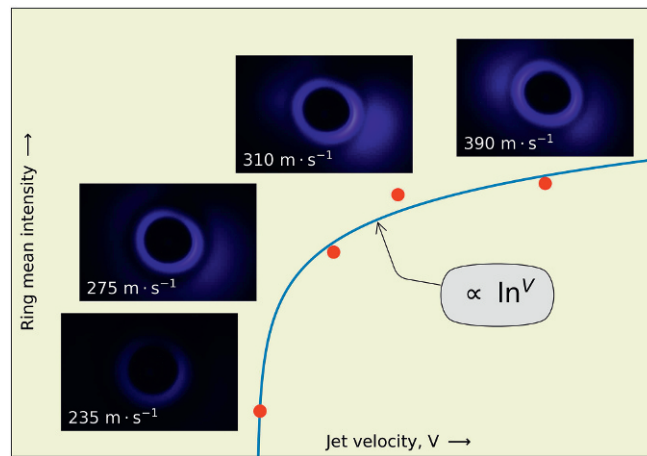 310 m · s⁻¹
390 m · s⁻¹
Ring mean intensity →
275 m · s⁻¹
∝ ln^V
235 m · s⁻¹
Jet velocity, V →